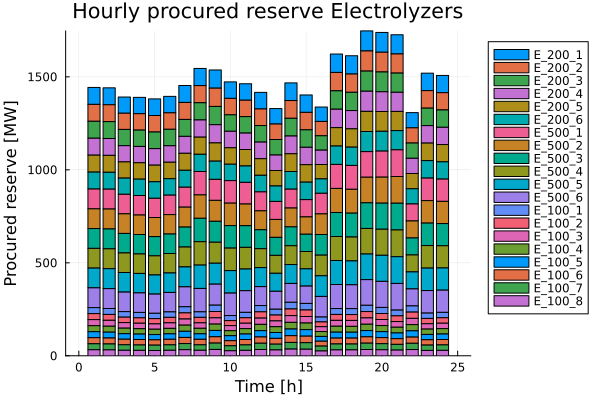 Hourly procured reserve Electrolyzers
Procured reserve [MW]
1500
1000
500
0
0 5 10 15 20 25
Time [h]
E_200_1
E_200_2
E_200_3
E_200_4
E_200_5
E_200_6
E_500_1
E_500_2
E_500_3
E_500_4
E_500_5
E_500_6
E_100_1
E_100_2
E_100_3
E_100_4
E_100_5
E_100_6
E_100_7
E_100_8